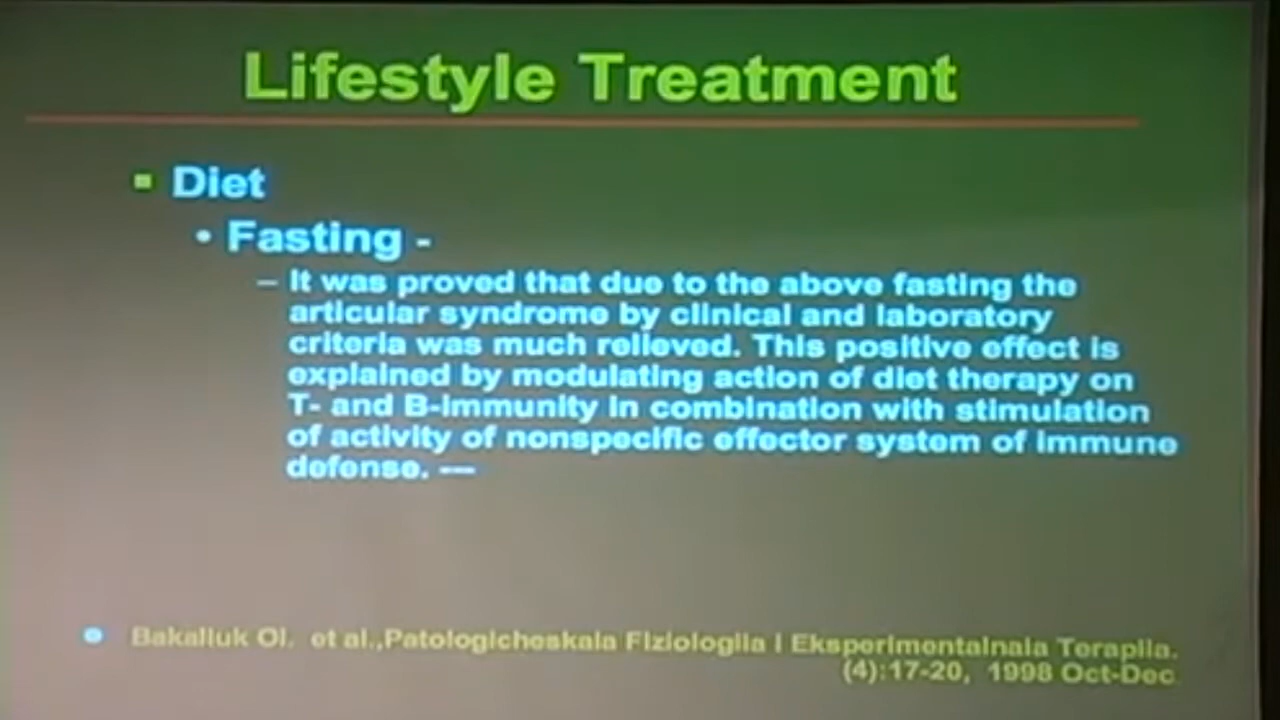 Lifestyle Treatment
Diet
• Fasting -
– It was proved that due to the above fasting the
articular syndrome by clinical and laboratory
criteria was much relieved. This positive effect is
explained by modulating action of diet therapy on
T- and B-immunity in combination with stimulation
of activity of nonspecific effector system of immune
defense. ---
• Bakaliuk OI. et al.,Patologicheskaia Fiziologiia i Eksperimentalnaia Terapiia.
(4):17-20, 1998 Oct-Dec